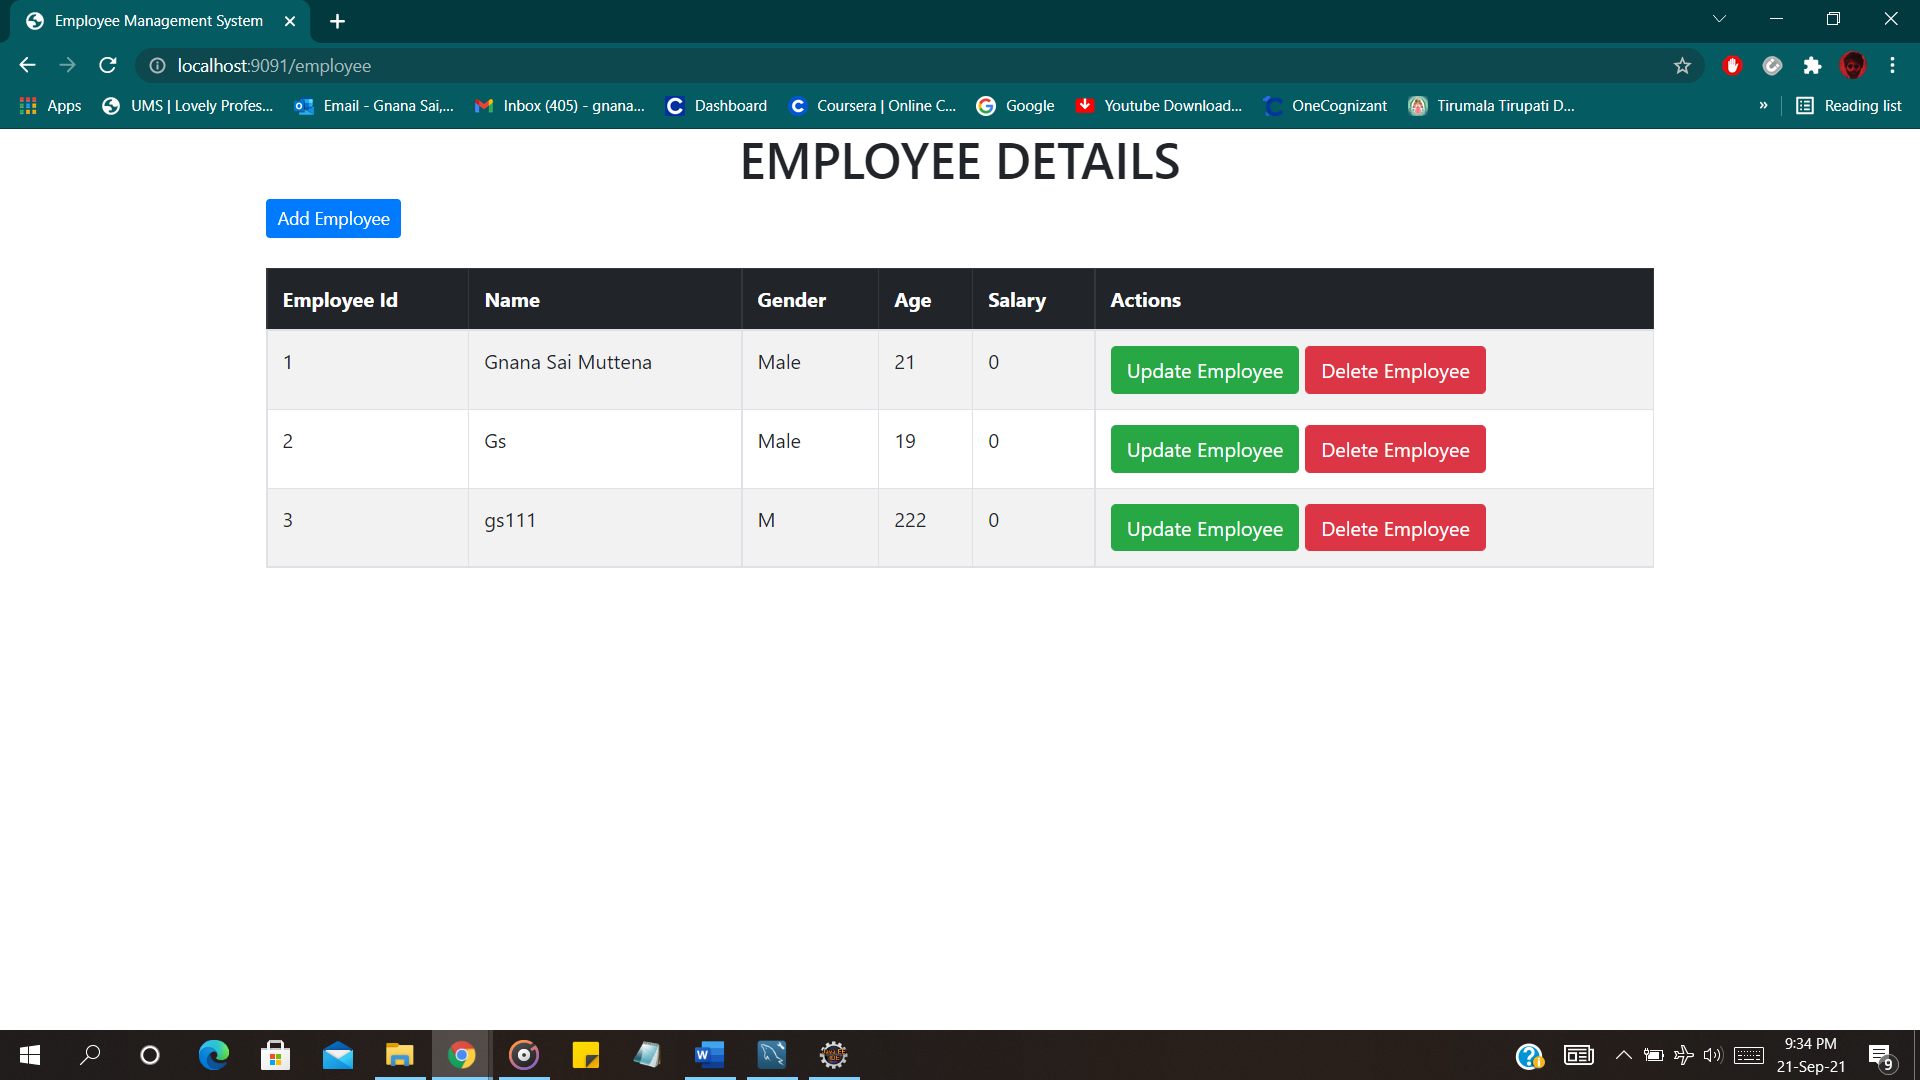 Employee Management System
localhost:9091/employee
Apps UMS | Lovely Profes... Email - Gnana Sai,... Inbox (405) - gnana... Dashboard Coursera | Online C... Google Youtube Download... OneCognizant Tirumala Tirupati D... » Reading list
EMPLOYEE DETAILS
Add Employee
Employee Id Name Gender Age Salary Actions
1 Gnana Sai Muttena Male 21 0 Update Employee Delete Employee
2 Gs Male 19 0 Update Employee Delete Employee
3 gs111 M 222 0 Update Employee Delete Employee
9:34 PM
21-Sep-21
9